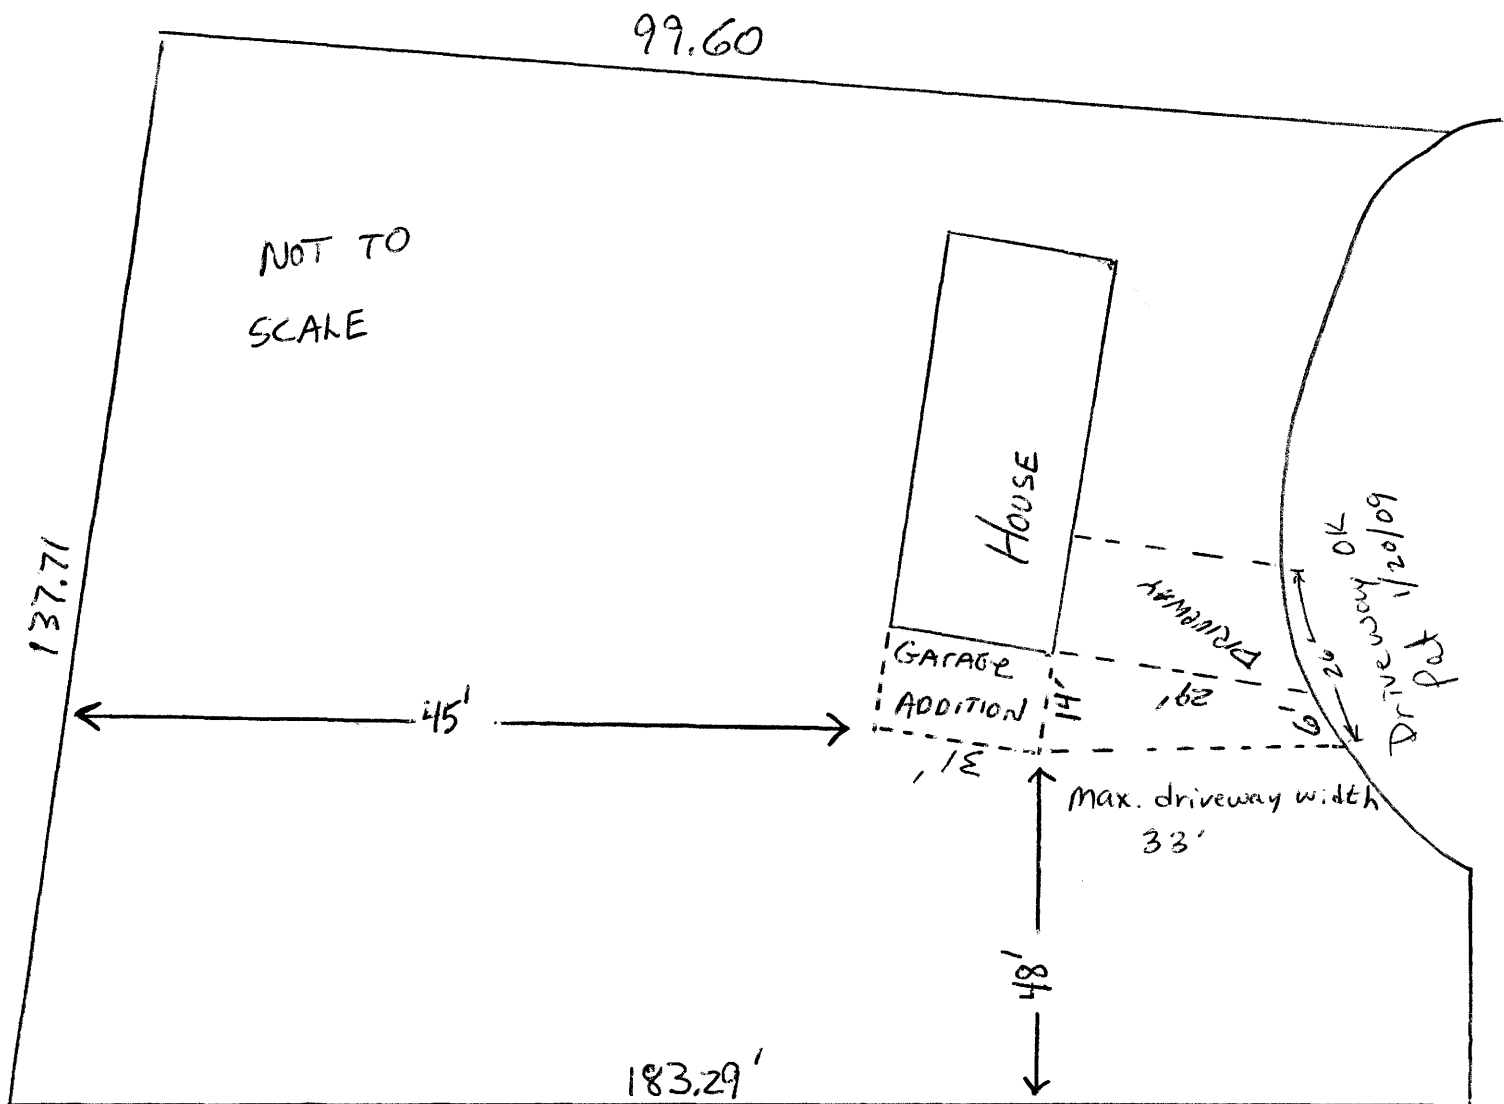 99.60
NOT TO
SCALE
137.71
HOUSE
DRIVEWAY
Driveway OK
Pat 1/20/09
26
GARAGE
ADDITION
14'
29'
6'
45'
31'
Max. driveway width
33'
48'
183.29'